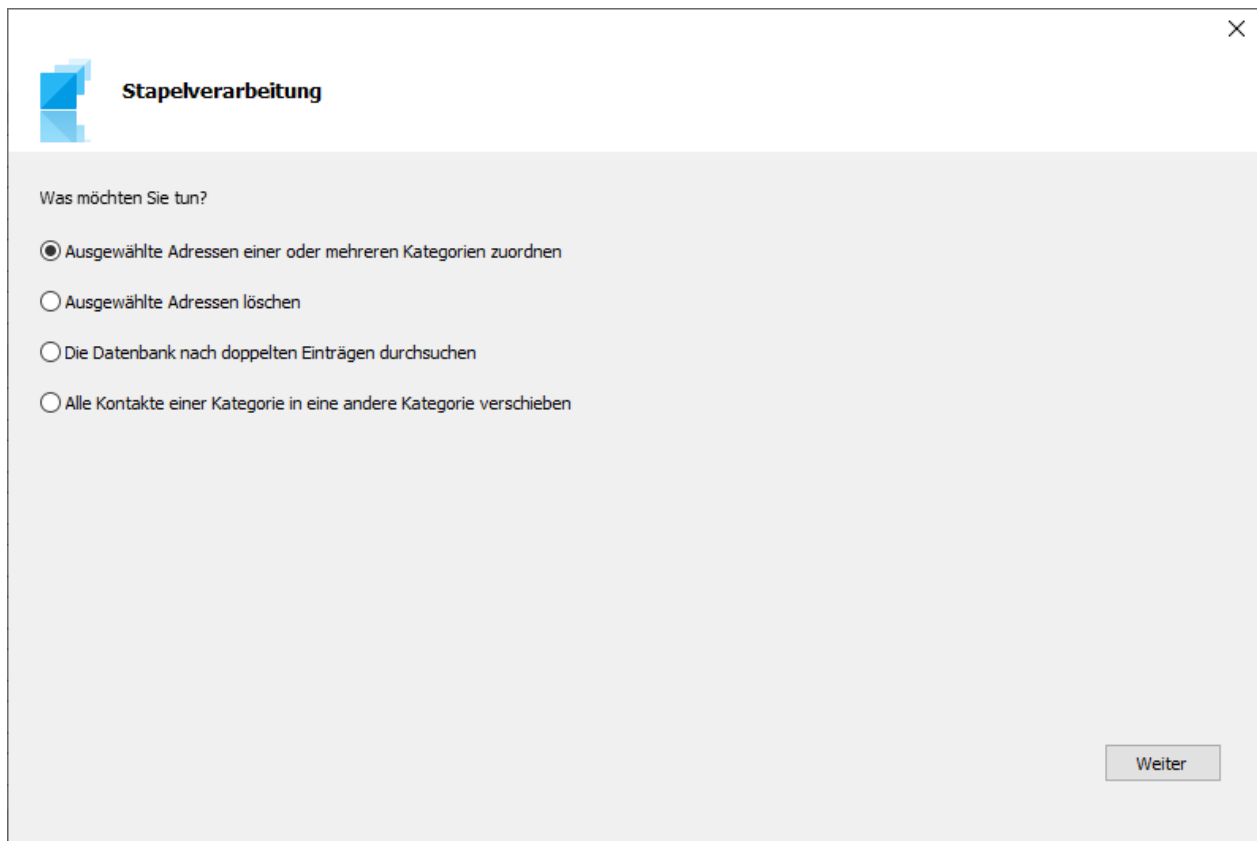 Stapelverarbeitung
Was möchten Sie tun?
Ausgewählte Adressen einer oder mehreren Kategorien zuordnen
Ausgewählte Adressen löschen
Die Datenbank nach doppelten Einträgen durchsuchen
Alle Kontakte einer Kategorie in eine andere Kategorie verschieben
Weiter